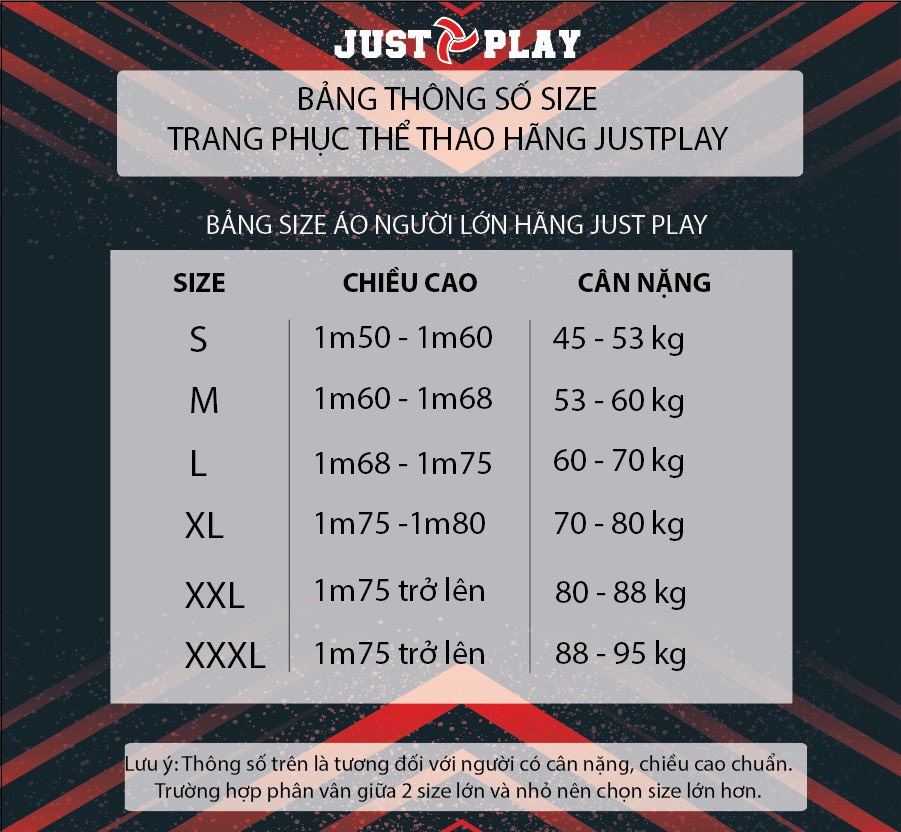 JUST PLAY
BẢNG THÔNG SỐ SIZE
TRANG PHỤC THỂ THAO HÃNG JUSTPLAY
BẢNG SIZE ÁO NGƯỜI LỚN HÃNG JUST PLAY
SIZE CHIỀU CAO CÂN NẶNG
S 1m50 - 1m60 45 - 53 kg
M 1m60 - 1m68 53 - 60 kg
L 1m68 - 1m75 60 - 70 kg
XL 1m75 -1m80 70 - 80 kg
XXL 1m75 trở lên 80 - 88 kg
XXXL 1m75 trở lên 88 - 95 kg
Lưu ý: Thông số trên là tương đối với người có cân nặng, chiều cao chuẩn.
Trường hợp phân vân giữa 2 size lớn và nhỏ nên chọn size lớn hơn.